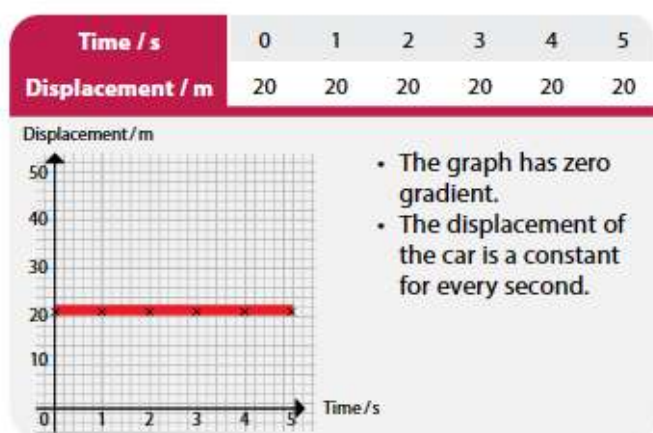 Time / s 0 1 2 3 4 5
Displacement / m 20 20 20 20 20 20
Displacement/m
50
40
30
20
10
0 1 2 3 4 5
Time/s
• The graph has zero
gradient.
• The displacement of
the car is a constant
for every second.